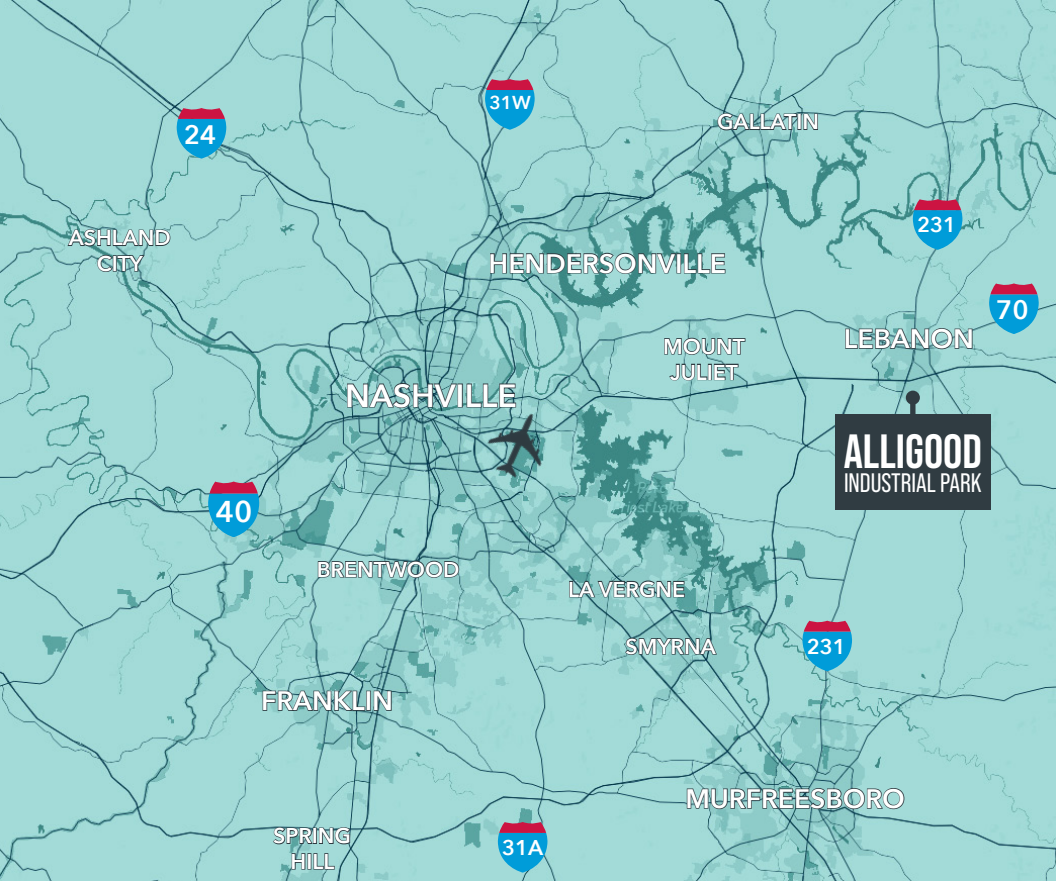 31W
24
GALLATIN
231
ASHLAND
CITY
HENDERSONVILLE
70
LEBANON
MOUNT
JULIET
NASHVILLE
ALLIGOOD
INDUSTRIAL PARK
40
Lake
BRENTWOOD
LA VERGNE
231
SMYRNA
FRANKLIN
MURFREESBORO
SPRING
HILL
31A